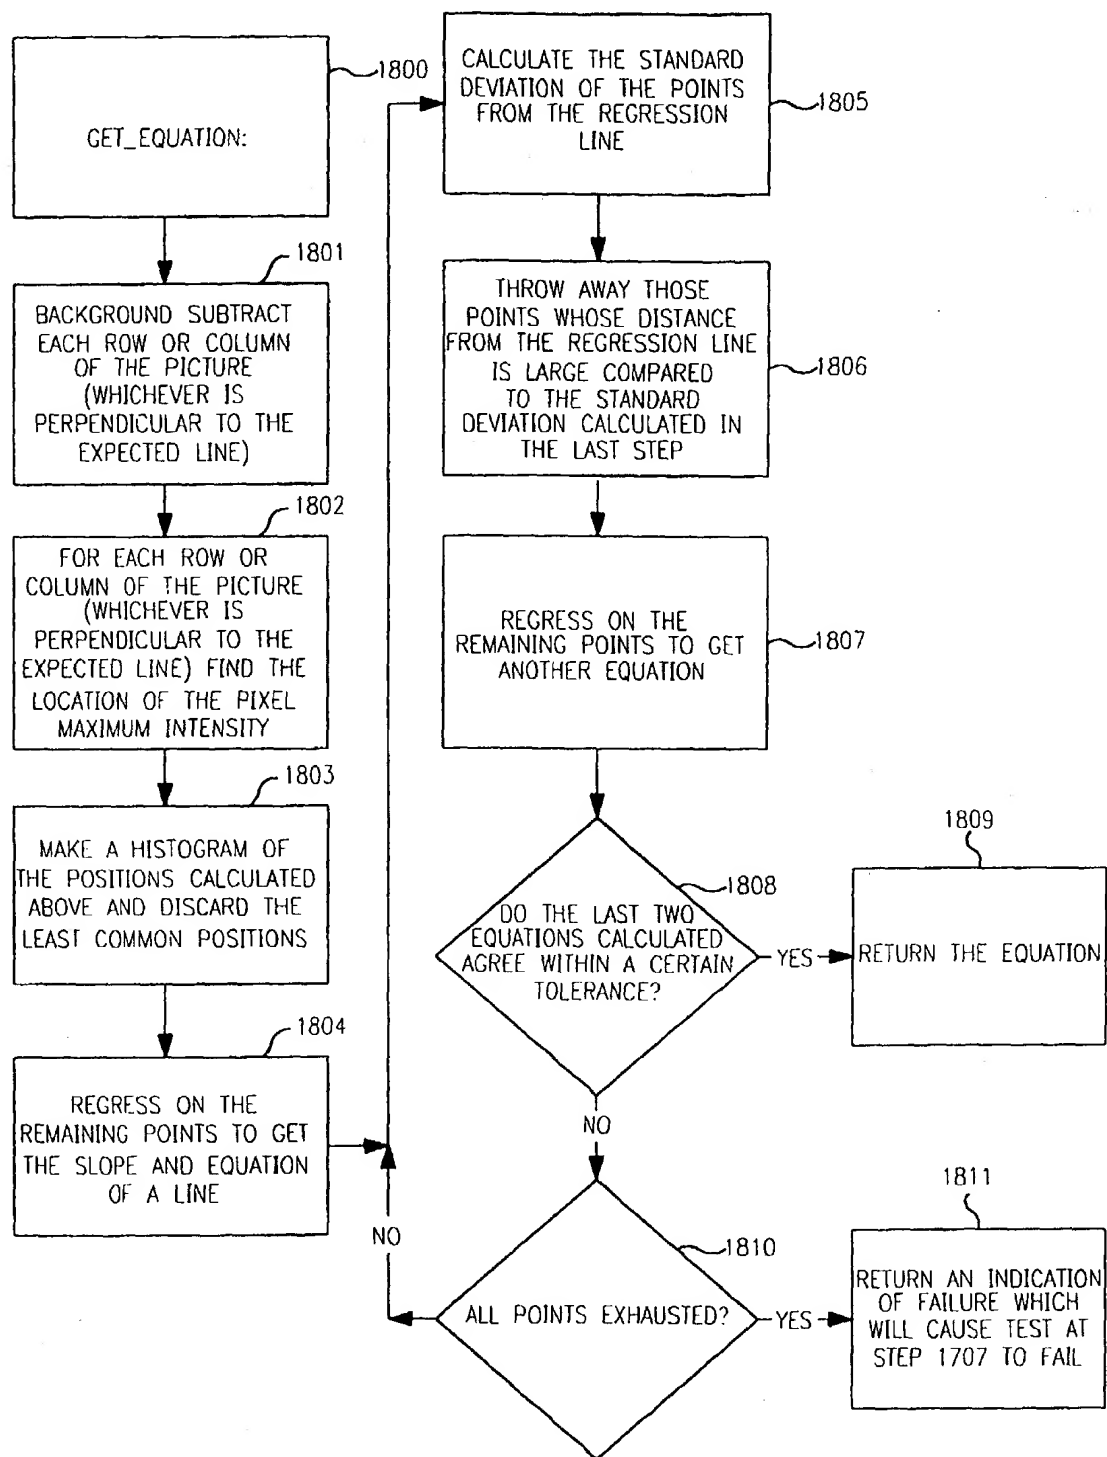 1800
GET_EQUATION:
1801
BACKGROUND SUBTRACT
EACH ROW OR COLUMN
OF THE PICTURE
(WHICHEVER IS
PERPENDICULAR TO THE
EXPECTED LINE)
1802
FOR EACH ROW OR
COLUMN OF THE PICTURE
(WHICHEVER IS
PERPENDICULAR TO THE
EXPECTED LINE) FIND THE
LOCATION OF THE PIXEL
MAXIMUM INTENSITY
1803
MAKE A HISTOGRAM OF
THE POSITIONS CALCULATED
ABOVE AND DISCARD THE
LEAST COMMON POSITIONS
1804
REGRESS ON THE
REMAINING POINTS TO GET
THE SLOPE AND EQUATION
OF A LINE
CALCULATE THE STANDARD
DEVIATION OF THE POINTS
FROM THE REGRESSION
LINE
1805
THROW AWAY THOSE
POINTS WHOSE DISTANCE
FROM THE REGRESSION LINE
IS LARGE COMPARED
TO THE STANDARD
DEVIATION CALCULATED IN
THE LAST STEP
1806
REGRESS ON THE
REMAINING POINTS TO GET
ANOTHER EQUATION
1807
1808
DO THE LAST TWO
EQUATIONS CALCULATED
AGREE WITHIN A CERTAIN
TOLERANCE?
YES
1809
RETURN THE EQUATION
NO
1810
ALL POINTS EXHAUSTED?
NO
YES
1811
RETURN AN INDICATION
OF FAILURE WHICH
WILL CAUSE TEST AT
STEP 1707 TO FAIL